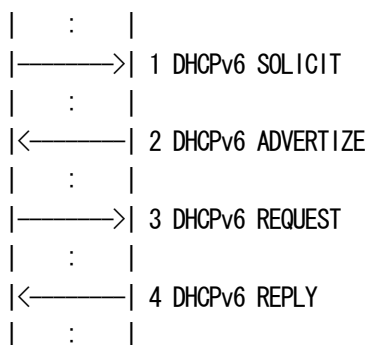 |    :    |
|-------->| 1 DHCPv6 SOLICIT
|    :    |
|<--------| 2 DHCPv6 ADVERTIZE
|    :    |
|-------->| 3 DHCPv6 REQUEST
|    :    |
|<--------| 4 DHCPv6 REPLY
|    :    |